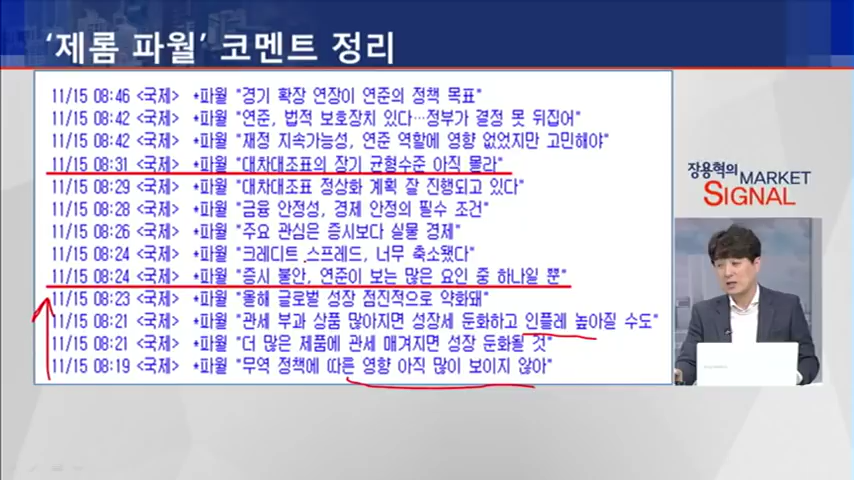 '제롬 파월' 코멘트 정리
11/15 08:46 <국제> *파월 "경기 확장 연장이 연준의 정책 목표"
11/15 08:42 <국제> *파월 "연준, 법적 보호장치 있다…정부가 결정 못 뒤집어"
11/15 08:42 <국제> *파월 "재정 지속가능성, 연준 역할에 영향 없었지만 고민해야"
11/15 08:31 <국제> *파월 "대차대조표의 장기 균형수준 아직 몰라"
11/15 08:29 <국제> *파월 "대차대조표 정상화 계획 잘 진행되고 있다"
11/15 08:28 <국제> *파월 "금융 안정성, 경제 안정의 필수 조건"
11/15 08:26 <국제> *파월 "주요 관심은 증시보다 실물 경제"
11/15 08:24 <국제> *파월 "크레디트 스프레드, 너무 축소됐다"
11/15 08:24 <국제> *파월 "증시 불안, 연준이 보는 많은 요인 중 하나일 뿐"
11/15 08:23 <국제> *파월 "올해 글로벌 성장 점진적으로 약화돼"
11/15 08:21 <국제> *파월 "관세 부과 상품 많아지면 성장세 둔화하고 인플레 높아질 수도"
11/15 08:21 <국제> *파월 "더 많은 제품에 관세 매겨지면 성장 둔화될 것"
11/15 08:19 <국제> *파월 "무역 정책에 따른 영향 아직 많이 보이지 않아"
장용혁의
MARKET
SIGNAL